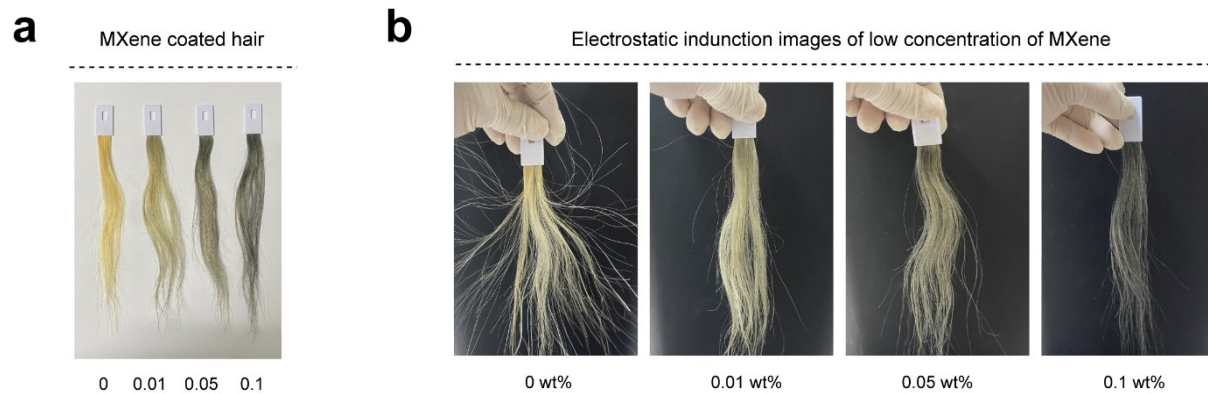 a
MXene coated hair
0 0.01 0.05 0.1
b
Electrostatic indunction images of low concentration of MXene
0 wt% 0.01 wt% 0.05 wt% 0.1 wt%